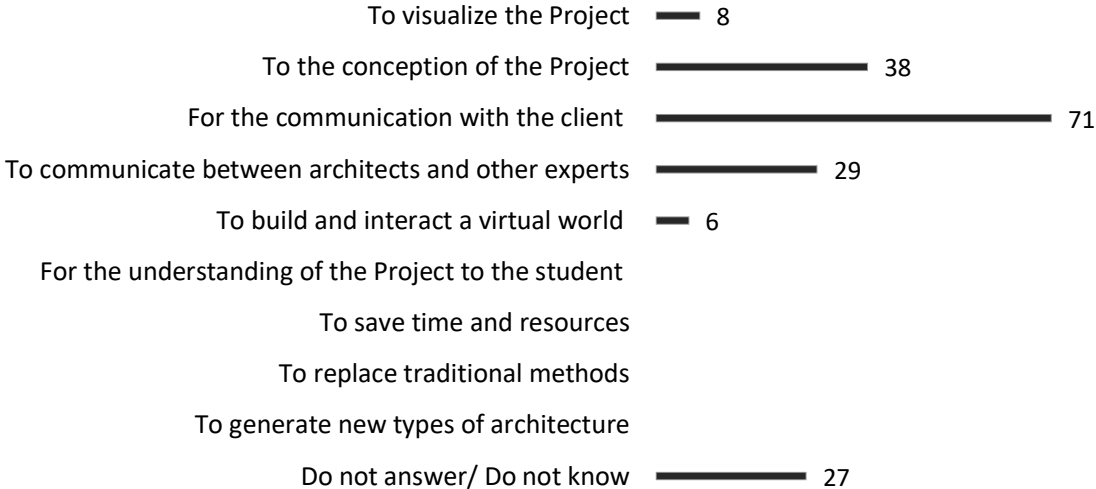 To visualize the Project 8
To the conception of the Project 38
For the communication with the client 71
To communicate between architects and other experts 29
To build and interact a virtual world 6
For the understanding of the Project to the student
To save time and resources
To replace traditional methods
To generate new types of architecture
Do not answer/ Do not know 27